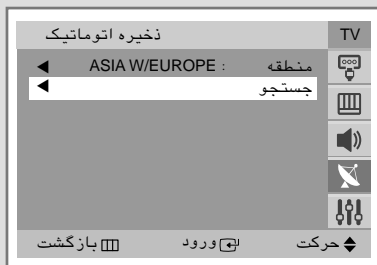 TV
ذخیره اتوماتیک
منطقه : ASIA W/EUROPE ◀
جستجو ◀
حرکت ورود بازگشت